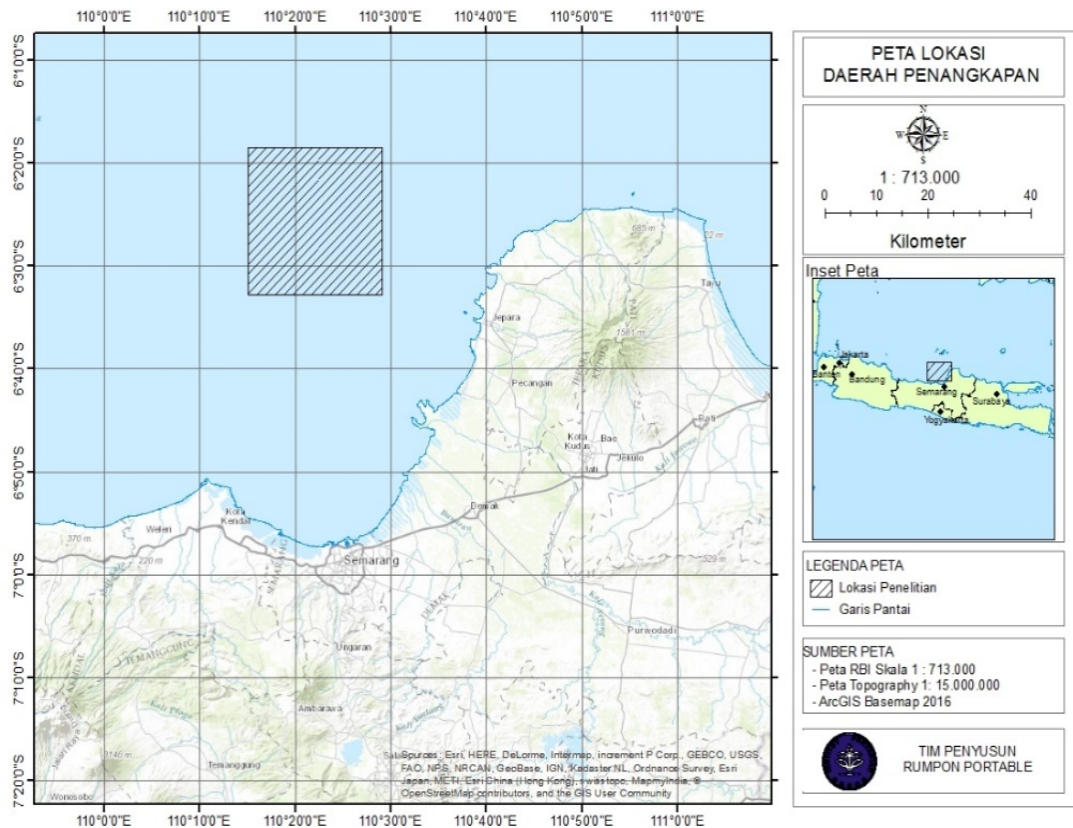 110°0'0"E 110°10'0"E 110°20'0"E 110°30'0"E 110°40'0"E 110°50'0"E 111°0'0"E
6°10'0"S
6°20'0"S
6°30'0"S
6°40'0"S
6°50'0"S
7°0'0"S
7°10'0"S
7°20'0"S
685 m
22 m
Tayu
PATI
Jepara
1581 m
KUDUS
Pecangan
Pati
Kota
Kudus
Bae
Jekulo
Jati
Demak
Kota
Kendal
Weleri
370 m
220 m
Semarang
SEMARANG
DEMAK
529 m
Purwodadi
Ungaran
TEMANGGUNG
Ambarawa
3146 m
Temanggung
Wonosobo
Sources: Esri, HERE, DeLorme, Intermap, increment P Corp., GEBCO, USGS,
FAO, NPS, NRCAN, GeoBase, IGN, Kadaster NL, Ordnance Survey, Esri
Japan, METI, Esri China (Hong Kong), swisstopo, MapmyIndia, ©
OpenStreetMap contributors, and the GIS User Community
110°0'0"E 110°10'0"E 110°20'0"E 110°30'0"E 110°40'0"E 110°50'0"E 111°0'0"E
PETA LOKASI
DAERAH PENANGKAPAN
N
W E
S
1 : 713.000
0 10 20 40
Kilometer
Inset Peta
Jakarta
Banten
Bandung
Semarang
Surabaya
Yogyakarta
LEGENDA PETA
Lokasi Penelitian
Garis Pantai
SUMBER PETA
- Peta RBI Skala 1 : 713.000
- Peta Topography 1: 15.000.000
- ArcGIS Basemap 2016
TIM PENYUSUN
RUMPON PORTABLE